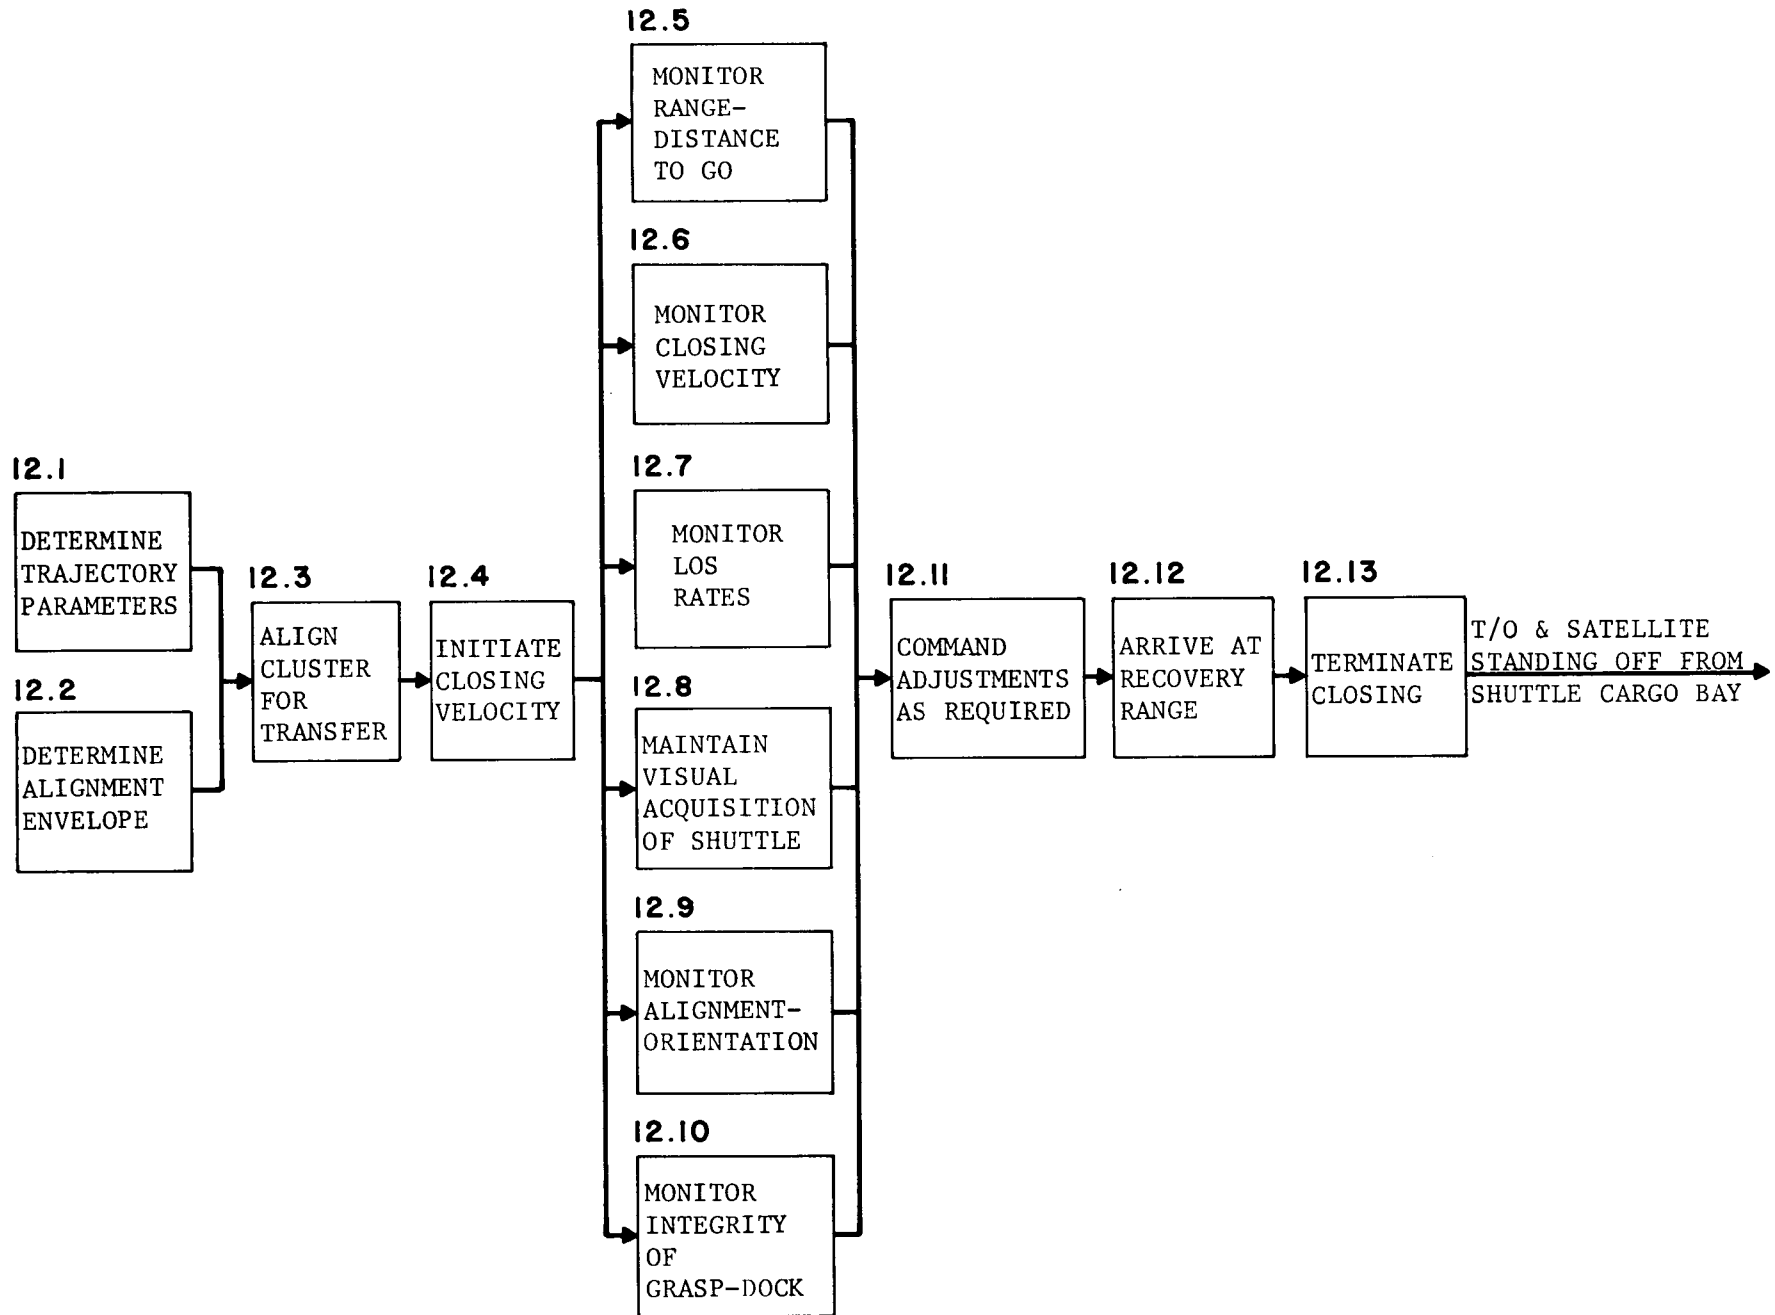 12.1
DETERMINE
TRAJECTORY
PARAMETERS
12.2
DETERMINE
ALIGNMENT
ENVELOPE
12.3
ALIGN
CLUSTER
FOR
TRANSFER
12.4
INITIATE
CLOSING
VELOCITY
12.5
MONITOR
RANGE-
DISTANCE
TO GO
12.6
MONITOR
CLOSING
VELOCITY
12.7
MONITOR
LOS
RATES
12.8
MAINTAIN
VISUAL
ACQUISITION
OF SHUTTLE
12.9
MONITOR
ALIGNMENT-
ORIENTATION
12.10
MONITOR
INTEGRITY
OF
GRASP-DOCK
12.11
COMMAND
ADJUSTMENTS
AS REQUIRED
12.12
ARRIVE AT
RECOVERY
RANGE
12.13
TERMINATE
CLOSING
T/O & SATELLITE
STANDING OFF FROM
SHUTTLE CARGO BAY